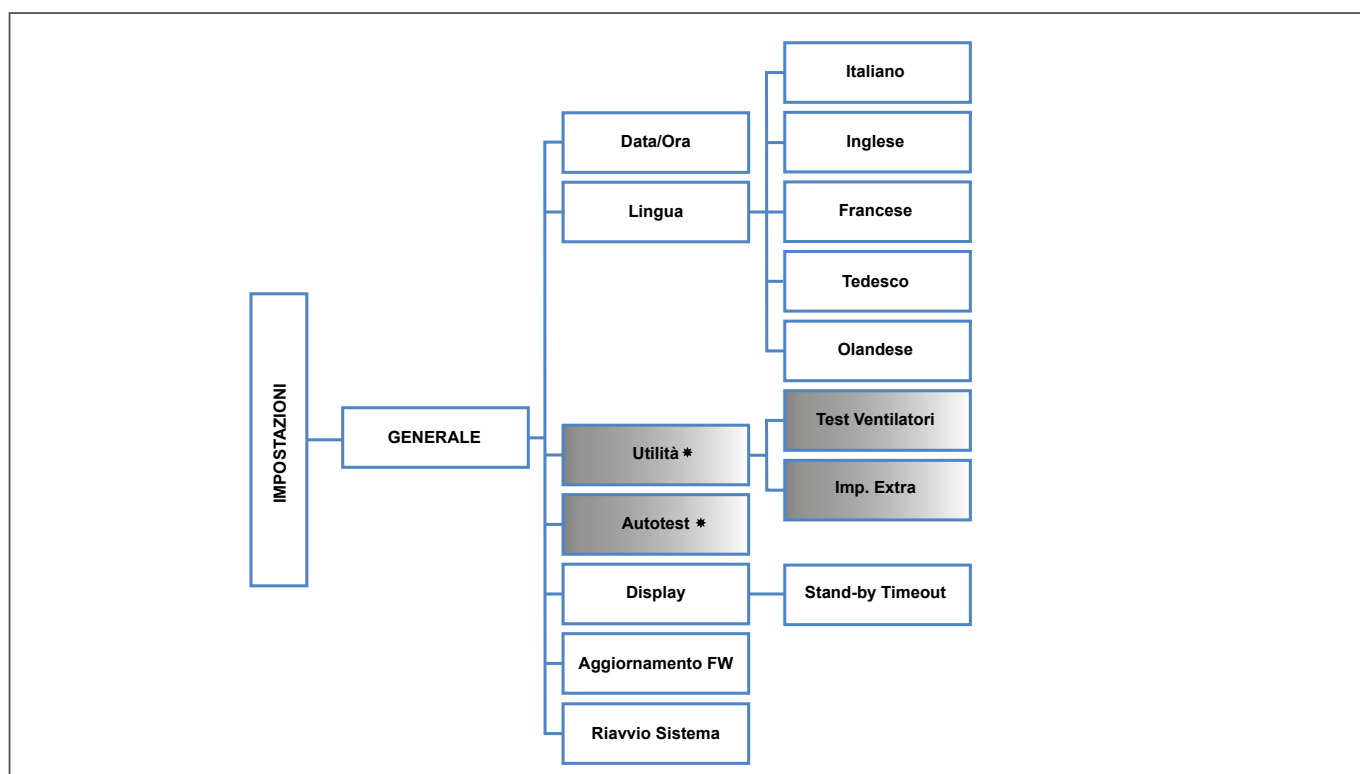 IMPOSTAZIONI
GENERALE
Data/Ora
Lingua
Italiano
Inglese
Francese
Tedesco
Olandese
Utilità ✷
Test Ventilatori
Imp. Extra
Autotest ✷
Display
Stand-by Timeout
Aggiornamento FW
Riavvio Sistema